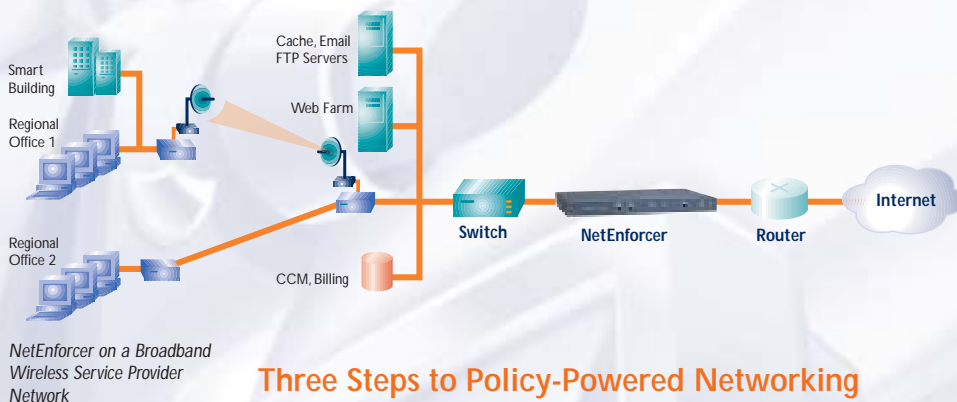 Smart
Building
Regional
Office 1
Cache, Email
FTP Servers
Web Farm
Switch
NetEnforcer
Router
Internet
Regional
Office 2
CCM, Billing
NetEnforcer on a Broadband
Wireless Service Provider
Network
Three Steps to Policy-Powered Networking